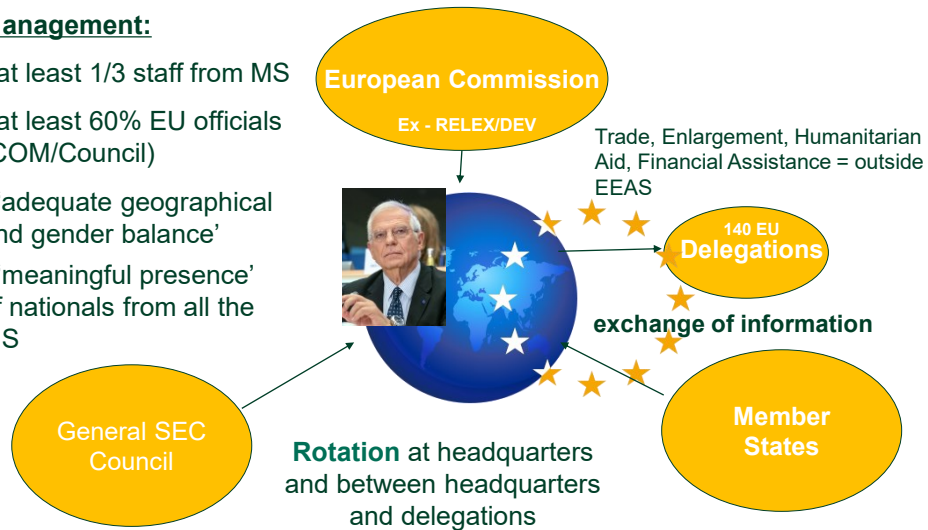 anagement:
at least 1/3 staff from MS
at least 60% EU officials
COM/Council)
adequate geographical
nd gender balance’
‘meaningful presence’
f nationals from all the
S
European Commission
Ex - RELEX/DEV
Trade, Enlargement, Humanitarian
Aid, Financial Assistance = outside
EEAS
140 EU
Delegations
exchange of information
General SEC
Council
Member
States
Rotation at headquarters
and between headquarters
and delegations